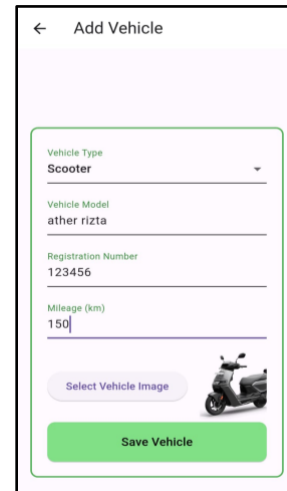 Add Vehicle
Vehicle Type
Scooter
Vehicle Model
ather rizta
Registration Number
123456
Mileage (km)
150
Select Vehicle Image
Save Vehicle